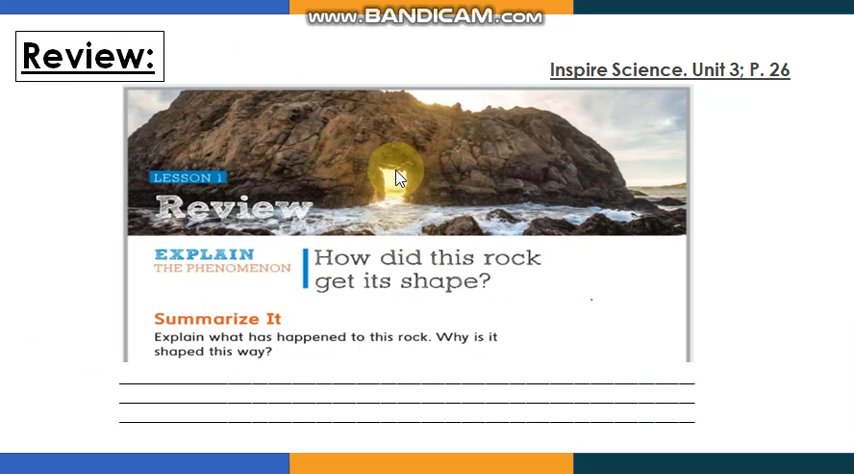 WWW.BANDICAM.COM
Review:
Inspire Science. Unit 3; P. 26
LESSON 1
Review
EXPLAIN
THE PHENOMENON
How did this rock
get its shape?
Summarize It
Explain what has happened to this rock. Why is it
shaped this way?